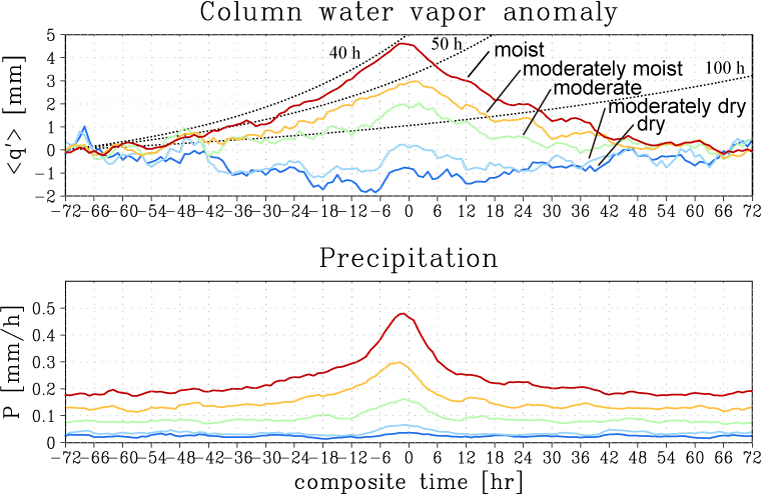 Column water vapor anomaly
<q'> [mm]
5
4
3
2
1
0
−1
−2
40 h
50 h
100 h
moist
moderately moist
moderate
moderately dry
dry
−72 −66 −60 −54 −48 −42 −36 −30 −24 −18 −12 −6 0 6 12 18 24 30 36 42 48 54 60 66 72
Precipitation
P [mm/h]
0.5
0.4
0.3
0.2
0.1
0
−72 −66 −60 −54 −48 −42 −36 −30 −24 −18 −12 −6 0 6 12 18 24 30 36 42 48 54 60 66 72
composite time [hr]